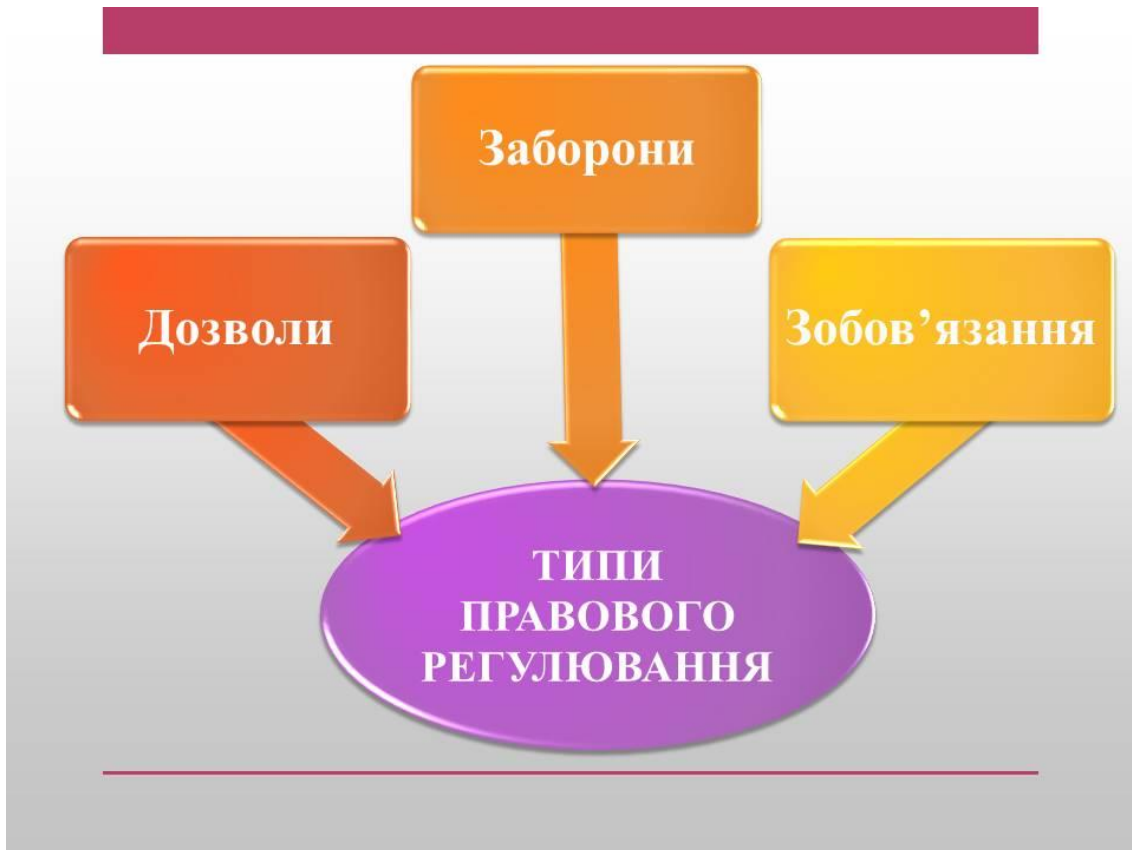 Заборони
Дозволи
Зобов’язання
ТИПИ
ПРАВОВОГО
РЕГУЛЮВАННЯ